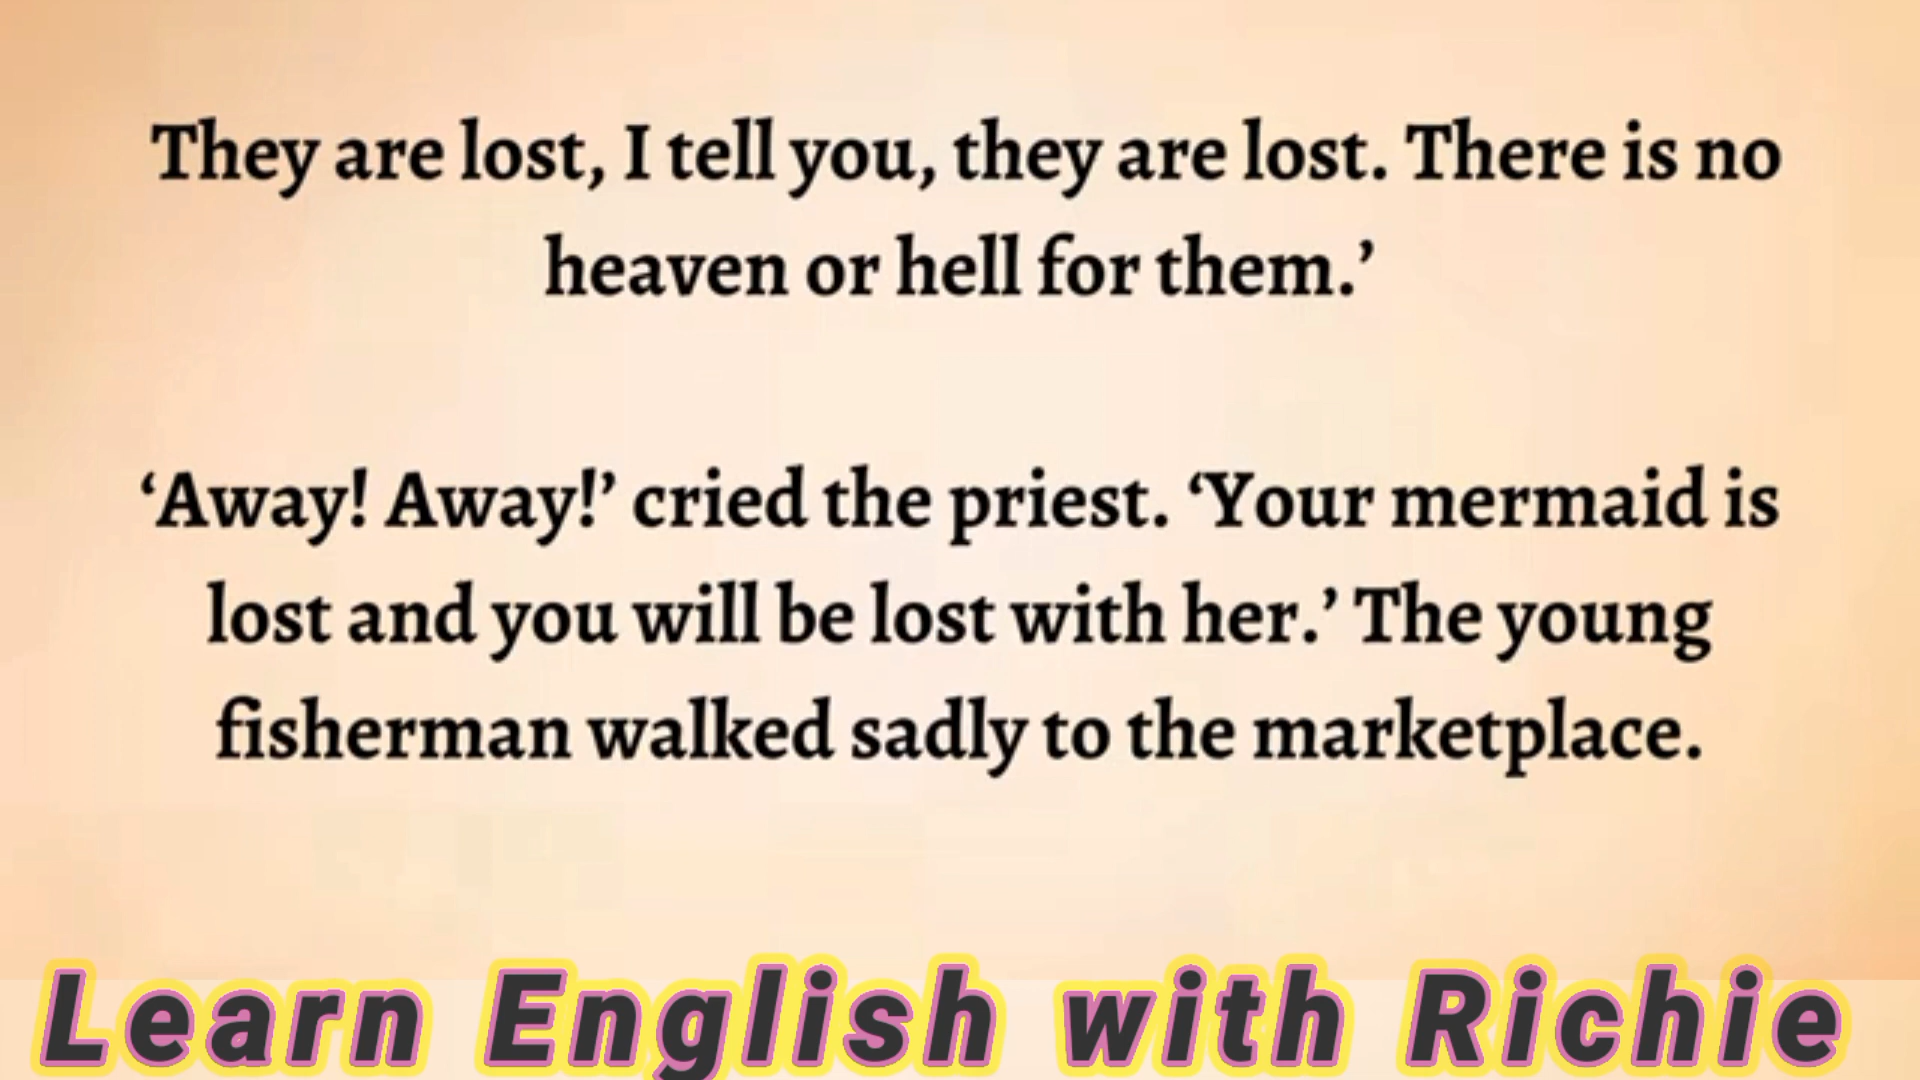 They are lost, I tell you, they are lost. There is no
heaven or hell for them.’
‘Away! Away!’ cried the priest. ‘Your mermaid is
lost and you will be lost with her.’ The young
fisherman walked sadly to the marketplace.
Learn English with Richie